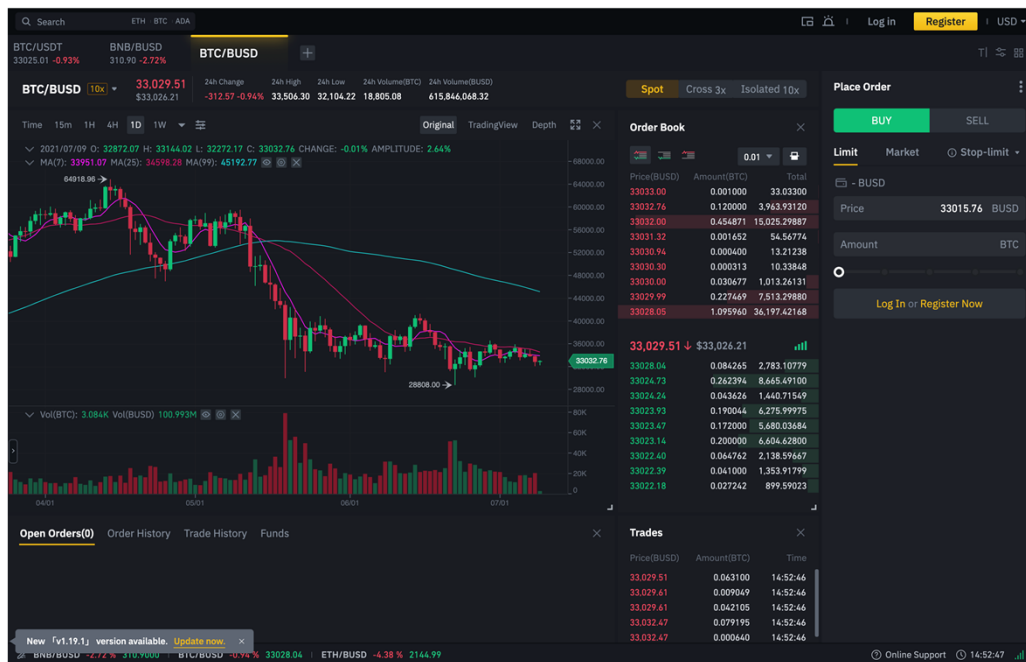 Search ETH BTC ADA Log in Register USD
BTC/USDT BNB/BUSD BTC/BUSD
33025.01 -0.93% 310.90 -2.72%
BTC/BUSD 10x 33,029.51 $33,026.21
24h Change 24h High 24h Low 24h Volume(BTC) 24h Volume(BUSD)
-312.57 -0.94% 33,506.30 32,104.22 18,805.08 615,846,068.32
Time 15m 1H 4H 1D 1W Original TradingView Depth
2021/07/09 O: 32872.07 H: 33144.02 L: 32272.17 C: 33032.76 CHANGE: -0.01% AMPLITUDE: 2.64%
MA(7): 33951.07 MA(25): 34598.28 MA(99): 45192.77
64918.96
68000.00
64000.00
60000.00
56000.00
52000.00
48000.00
44000.00
40000.00
36000.00
33032.76
28000.00
28808.00
Vol(BTC): 3.084K Vol(BUSD) 100.993M
80K
60K
40K
20K
0
04/01 05/01 06/01 07/01
Open Orders(0) Order History Trade History Funds
Spot Cross 3x Isolated 10x
Order Book
0.01
Price(BUSD) Amount(BTC) Total
33033.00 0.001000 33.03300
33032.76 0.120000 3,963.93120
33032.00 0.454871 15,025.29887
33031.32 0.001652 54.56774
33030.94 0.000400 13.21238
33030.30 0.000313 10.33848
33030.00 0.030677 1,013.26131
33029.99 0.227469 7,513.29880
33028.05 1.095960 36,197.42168
33,029.51 $33,026.21
33028.04 0.084265 2,783.10779
33024.73 0.262394 8,665.49100
33024.24 0.043626 1,440.71549
33023.93 0.190044 6,275.99975
33023.47 0.172000 5,680.03684
33023.14 0.200000 6,604.62800
33022.40 0.064762 2,138.59667
33022.39 0.041000 1,353.91799
33022.18 0.027242 899.59023
Trades
Price(BUSD) Amount(BTC) Time
33,029.51 0.063100 14:52:46
33,029.61 0.009049 14:52:46
33,029.61 0.042105 14:52:46
33,032.47 0.079195 14:52:46
33,032.47 0.000640 14:52:46
Place Order
BUY SELL
Limit Market Stop-limit
- BUSD
Price 33015.76 BUSD
Amount BTC
Log In or Register Now
New 「v1.19.1」 version available. Update now.
BNB/BUSD -2.72% 310.9000 BTC/BUSD -0.94% 33028.04 ETH/BUSD -4.38% 2144.99 Online Support 14:52:47